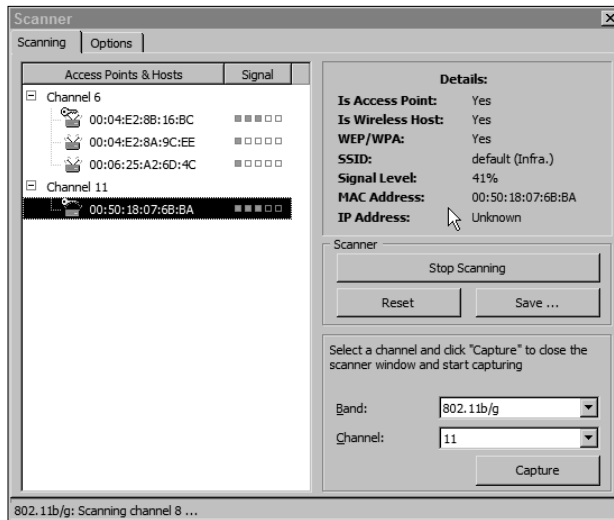 Scanner
Scanning Options
Access Points & Hosts Signal
Channel 6
00:04:E2:8B:16:BC
00:04:E2:8A:9C:EE
00:06:25:A2:6D:4C
Channel 11
00:50:18:07:6B:BA
Details:
Is Access Point: Yes
Is Wireless Host: Yes
WEP/WPA: Yes
SSID: default (Infra.)
Signal Level: 41%
MAC Address: 00:50:18:07:6B:BA
IP Address: Unknown
Scanner
Stop Scanning
Reset Save ...
Select a channel and click "Capture" to close the
scanner window and start capturing
Band: 802.11b/g
Channel: 11
Capture
802.11b/g: Scanning channel 8 ...